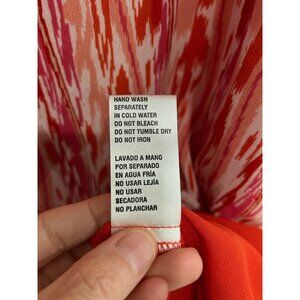 HAND WASH
SEPARATELY
IN COLD WATER
DO NOT BLEACH
DO NOT TUMBLE DRY
DO NOT IRON
LAVADO A MANO
POR SEPARADO
EN AGUA FRÍA
NO USAR LEJÍA
NO USAR
SECADORA
NO PLANCHAR